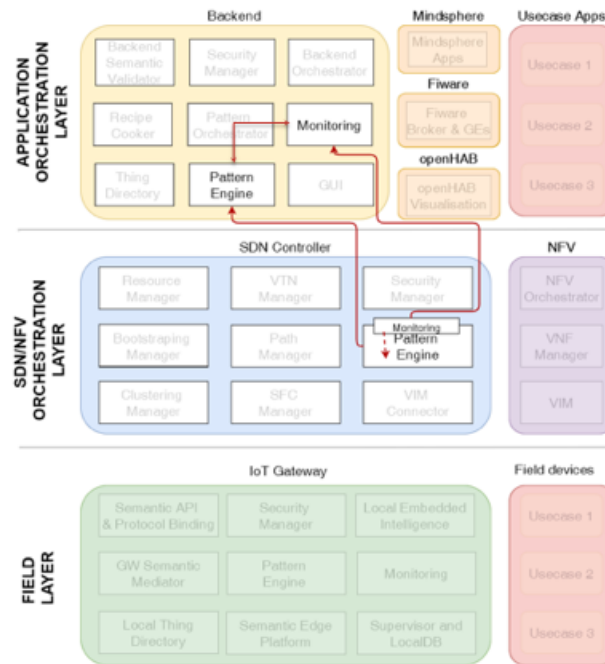 Backend
Mindsphere
Usecase Apps
APPLICATION
ORCHESTRATION
LAYER
Backend
Semantic
Validator
Security
Manager
Backend
Orchestrator
Mindsphere
Apps
Usecase 1
Fiware
Recipe
Cooker
Pattern
Orchestrator
Monitoring
Fiware
Broker & GEs
Usecase 2
openHAB
Thing
Directory
Pattern
Engine
GUI
openHAB
Visualisation
Usecase 3
SDN Controller
NFV
SDN/NFV
ORCHESTRATION
LAYER
Resource
Manager
VTN
Manager
Security
Manager
NFV
Orchestrator
Bootstraping
Manager
Path
Manager
Monitoring
Pattern
Engine
VNF
Manager
Clustering
Manager
SFC
Manager
VIM
Connector
VIM
IoT Gateway
Field devices
FIELD
LAYER
Semantic API
& Protocol Binding
Security
Manager
Local Embedded
Intelligence
Usecase 1
GW Semantic
Mediator
Pattern
Engine
Monitoring
Usecase 2
Local Thing
Directory
Semantic Edge
Platform
Supervisor and
LocalDB
Usecase 3